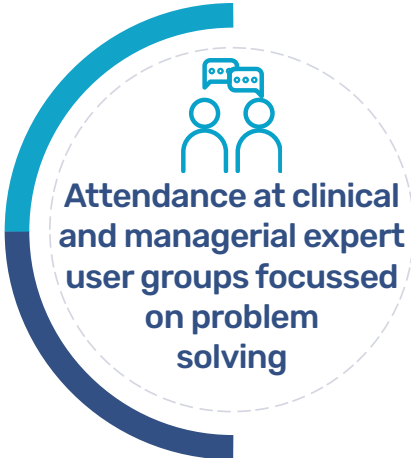 Attendance at clinical
and managerial expert
user groups focussed
on problem
solving